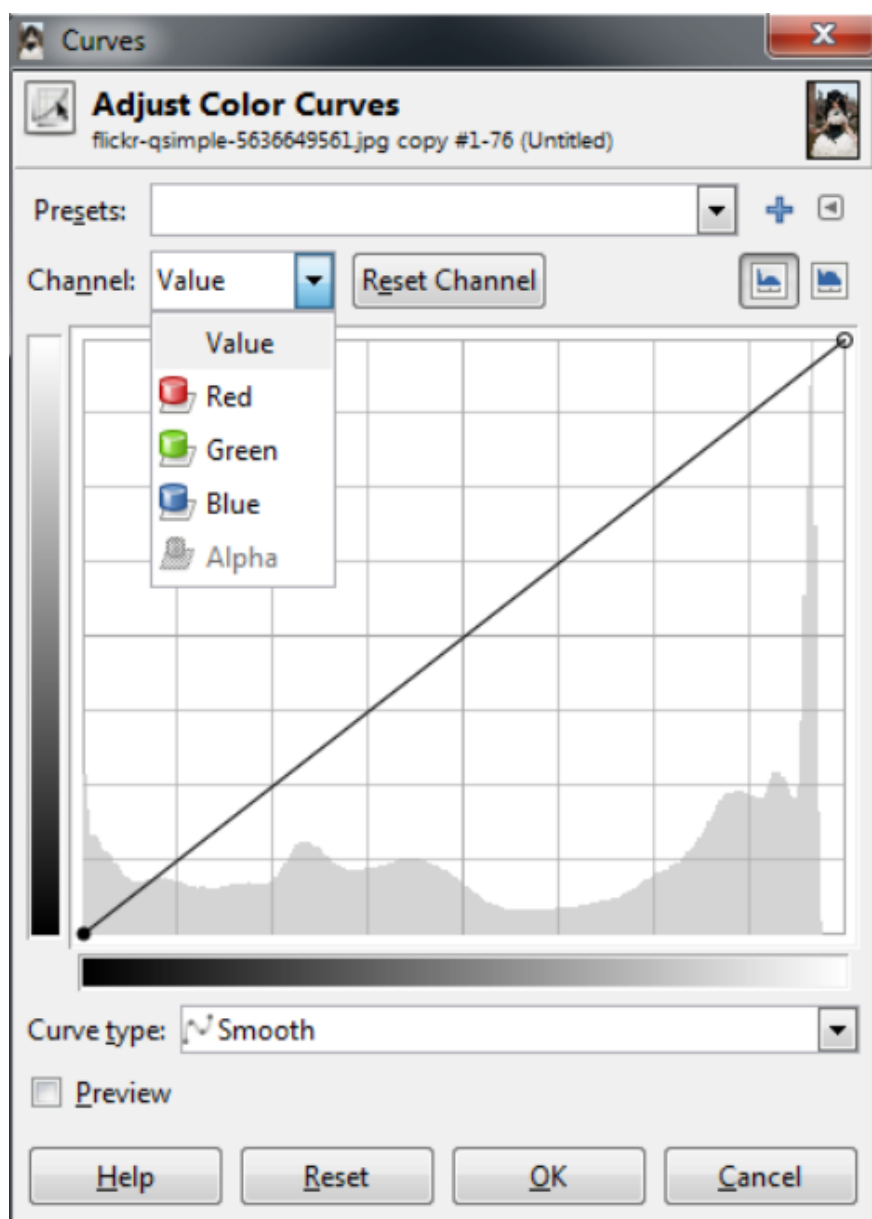 Curves
Adjust Color Curves
flickr-qsimple-5636649561.jpg copy #1-76 (Untitled)
Presets:
Channel: Value Reset Channel
Value
Red
Green
Blue
Alpha
Curve type: Smooth
Preview
Help Reset OK Cancel